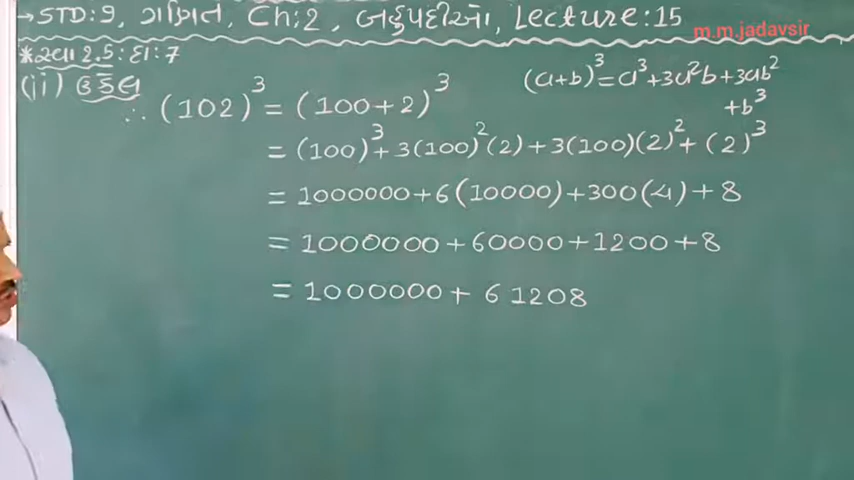 →STD:9, ગણિત, Ch:2, બહુપદીઓ, Lecture:15
m.m.jadavsir
*સ્વા 2.5: દા:7
(ii) ઉકેલ
(a+b)³=a³+3a²b+3ab²
+b³
∴ (102)³ = (100+2)³
= (100)³+3(100)²(2)+3(100)(2)²+(2)³
= 1000000+6(10000)+300(4)+8
= 1000000+60000+1200+8
= 1000000+61208